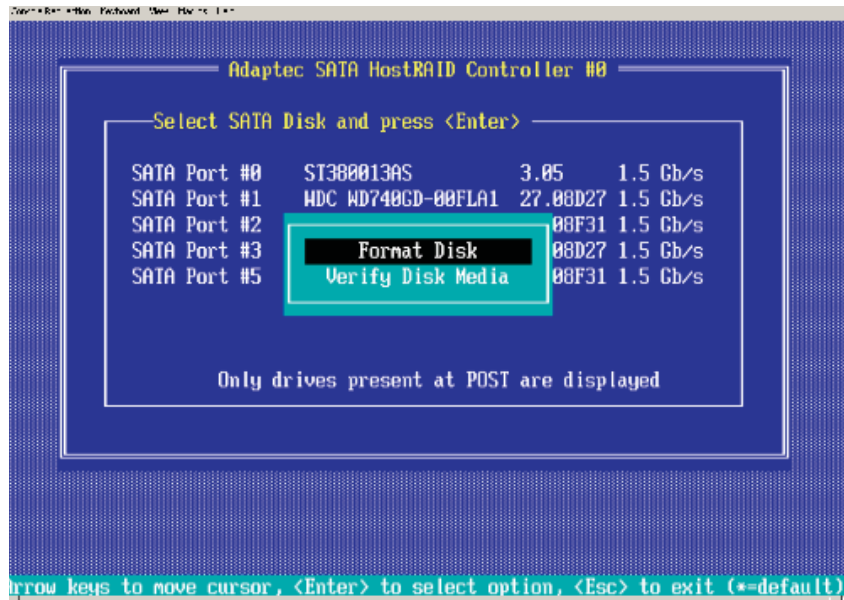 Adaptec SATA HostRAID Controller #0
Select SATA Disk and press <Enter>
SATA Port #0 ST380013AS 3.05 1.5 Gb/s
SATA Port #1 WDC WD740GD-00FLA1 27.08D27 1.5 Gb/s
SATA Port #2 08F31 1.5 Gb/s
Format Disk
SATA Port #3 08D27 1.5 Gb/s
Verify Disk Media
SATA Port #5 08F31 1.5 Gb/s
Only drives present at POST are displayed
rrow keys to move cursor, <Enter> to select option, <Esc> to exit (*=default)